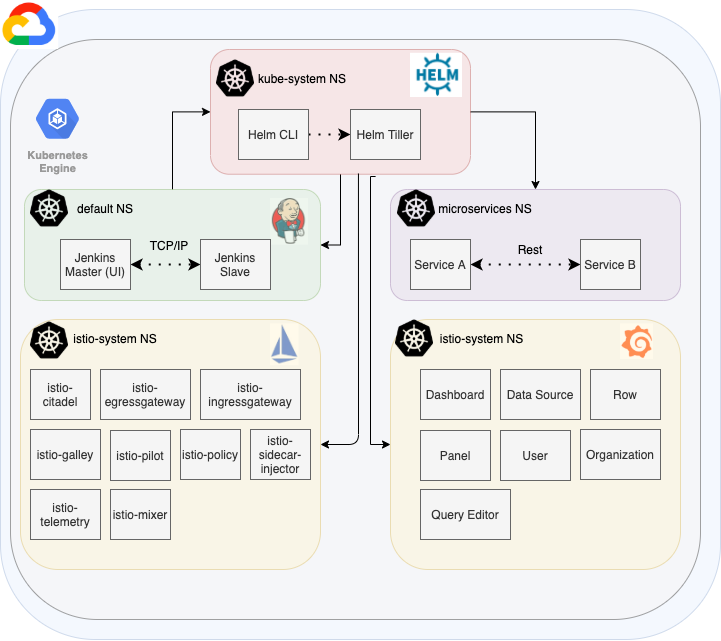 kube-system NS
HELM
Helm CLI
Helm Tiller
Kubernetes
Engine
default NS
Jenkins
Master (UI)
TCP/IP
Jenkins
Slave
microservices NS
Service A
Rest
Service B
istio-system NS
istio-
citadel
istio-
egressgateway
istio-
ingressgateway
istio-galley
istio-pilot
istio-policy
istio-
sidecar-
injector
istio-
telemetry
istio-mixer
istio-system NS
Dashboard
Data Source
Row
Panel
User
Organization
Query Editor